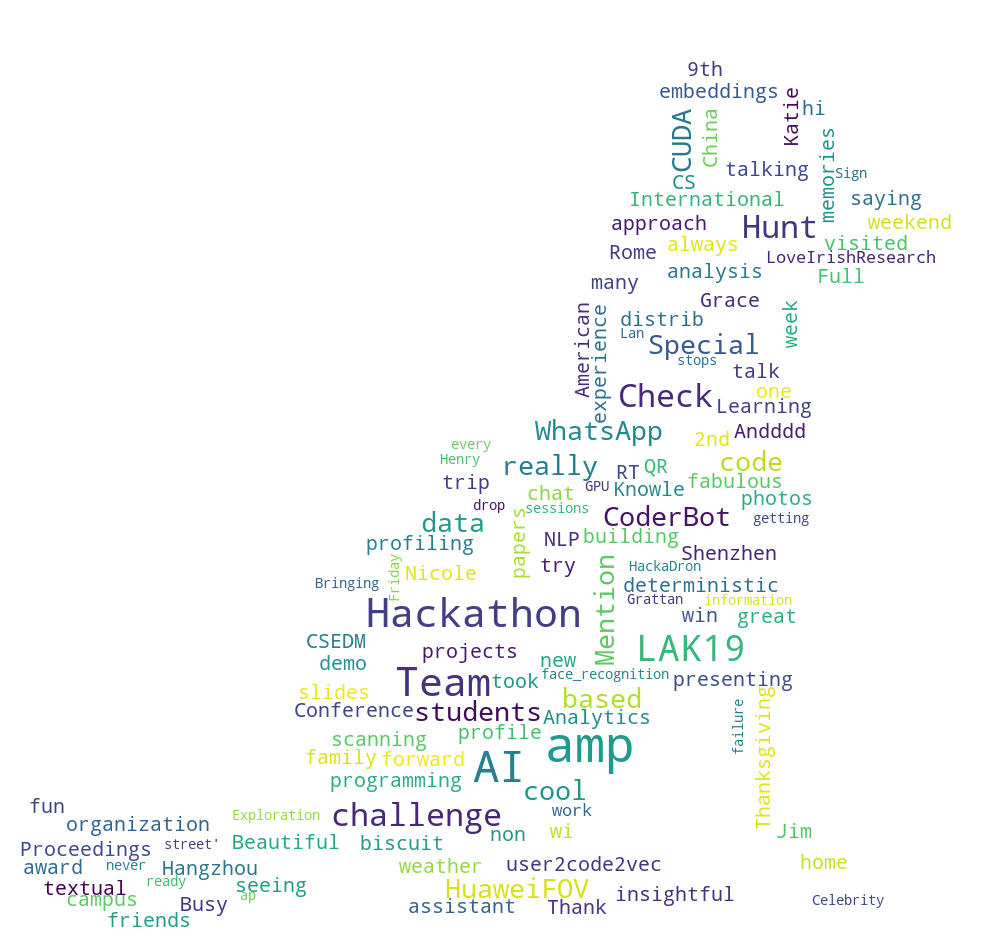 9th
embeddings
Katie
hi
CUDA
China
memories
talking
Sign
CS
International
saying
approach
Hunt
weekend
Rome
always
visited
LoveIrishResearch
many
analysis
Full
Grace
American
experience
distrib
week
Lan
Special
stops
talk
Check
one
Learning
WhatsApp
2nd
Andddd
every
Henry
really
RT
QR
code
trip
chat
GPU
Knowle
fabulous
photos
drop
sessions
data
papers
CoderBot
getting
profiling
NLP
building
Shenzhen
Friday
Nicole
try
Mention
HackaDron
Bringing
deterministic
Hackathon
Grattan
information
win
great
CSEDM
projects
LAK19
demo
new
Team
took
face_recognition
presenting
slides
based
Conference
students
Analytics
failure
Thanksgiving
scanning
profile
amp
family
forward
AI
programming
cool
fun
Exploration
challenge
work
organization
wi
Jim
Proceedings
street'
Beautiful
biscuit
non
award
never
Hangzhou
weather
user2code2vec
home
textual
ready
seeing
HuaweiFOV
insightful
campus
ap
Busy
assistant
Thank
Celebrity
friends